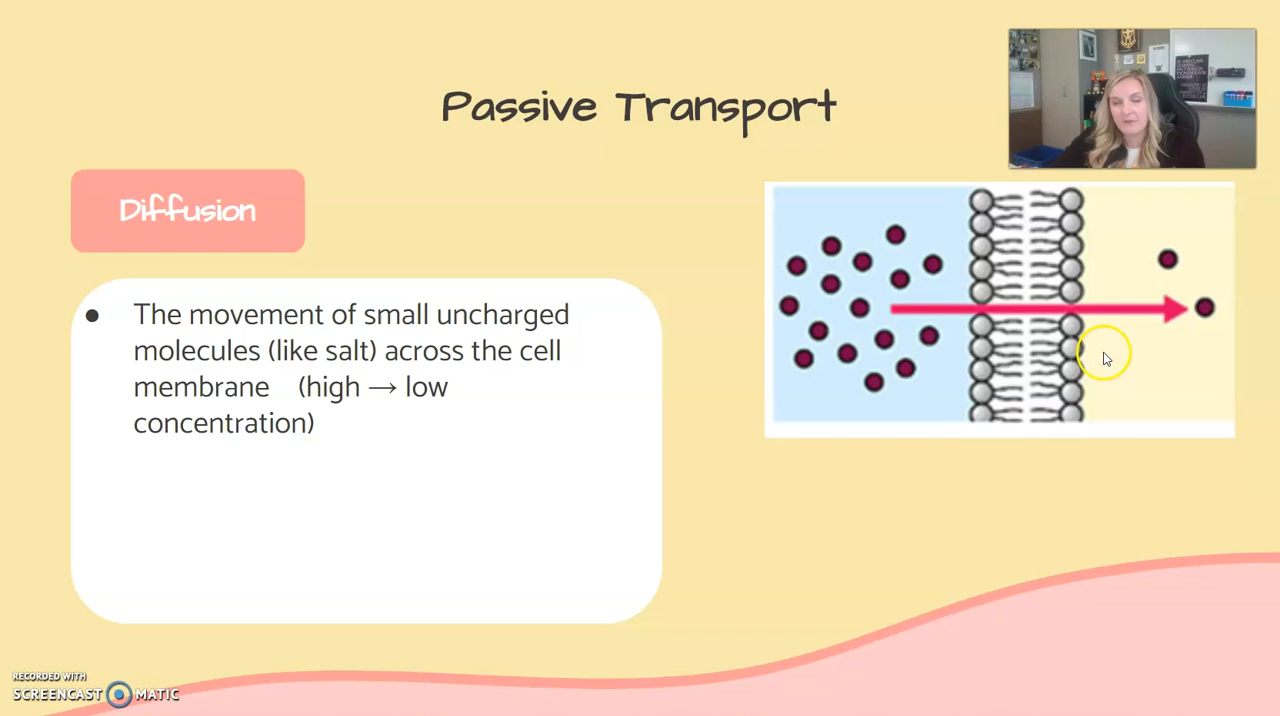 Passive Transport
Diffusion
● The movement of small uncharged
molecules (like salt) across the cell
membrane (high → low
concentration)
RECORDED WITH
SCREENCAST MATIC